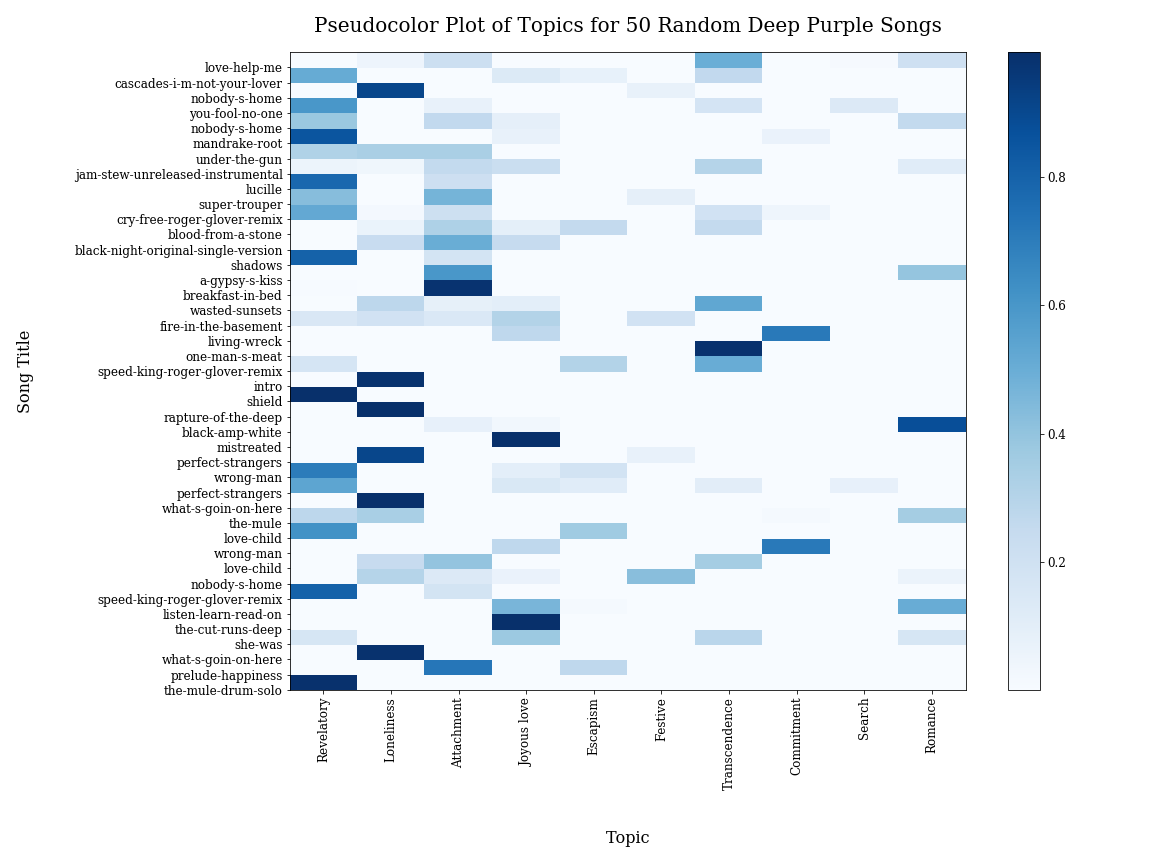 Pseudocolor Plot of Topics for 50 Random Deep Purple Songs
Song Title
love-help-me
cascades-i-m-not-your-lover
nobody-s-home
you-fool-no-one
nobody-s-home
mandrake-root
under-the-gun
jam-stew-unreleased-instrumental
lucille
super-trouper
cry-free-roger-glover-remix
blood-from-a-stone
black-night-original-single-version
shadows
a-gypsy-s-kiss
breakfast-in-bed
wasted-sunsets
fire-in-the-basement
living-wreck
one-man-s-meat
speed-king-roger-glover-remix
intro
shield
rapture-of-the-deep
black-amp-white
mistreated
perfect-strangers
wrong-man
perfect-strangers
what-s-goin-on-here
the-mule
love-child
wrong-man
love-child
nobody-s-home
speed-king-roger-glover-remix
listen-learn-read-on
the-cut-runs-deep
she-was
what-s-goin-on-here
prelude-happiness
the-mule-drum-solo
Revelatory
Loneliness
Attachment
Joyous love
Escapism
Festive
Transcendence
Commitment
Search
Romance
Topic
0.8
0.6
0.4
0.2